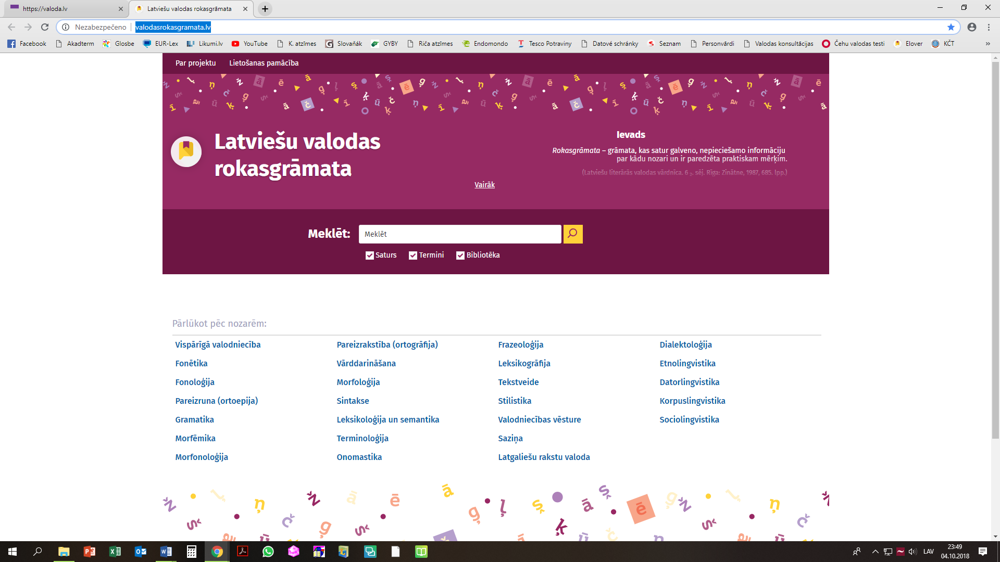 https://valoda.lv
Latviešu valodas rokasgrāmata
Nezabezpečeno
valodasrokasgramata.lv
Facebook
Akadterm
Glosbe
EUR-Lex
Likumi.lv
YouTube
K. atzīmes
Slovaňák
GYBY
Riča atzīmes
Endomondo
Tesco Potraviny
Datové schránky
Seznam
Personvārdi
Valodas konsultācijas
Čehu valodas testi
Elover
KČT
Par projektu
Lietošanas pamācība
Latviešu valodas
rokasgrāmata
Ievads
Rokasgrāmata – grāmata, kas satur galveno, nepieciešamo informāciju
par kādu nozari un ir paredzēta praktiskam mērķim.
(Latviešu literārās valodas vārdnīca. 6 2. sēj. Rīga: Zinātne, 1987, 685. lpp.)
Vairāk
Meklēt:
Meklēt
Saturs
Termini
Bibliotēka
Pārlūkot pēc nozarēm:
Vispārīgā valodniecība
Fonētika
Fonoloģija
Pareizruna (ortoepija)
Gramatika
Morfēmika
Morfonoloģija
Pareizrakstība (ortogrāfija)
Vārddarināšana
Morfoloģija
Sintakse
Leksikoloģija un semantika
Terminoloģija
Onomastika
Frazeoloģija
Leksikogrāfija
Tekstveide
Stilistika
Valodniecības vēsture
Saziņa
Latgaliešu rakstu valoda
Dialektoloģija
Etnolingvistika
Datorlingvistika
Korpuslingvistika
Sociolingvistika
LAV
23:49
04.10.2018